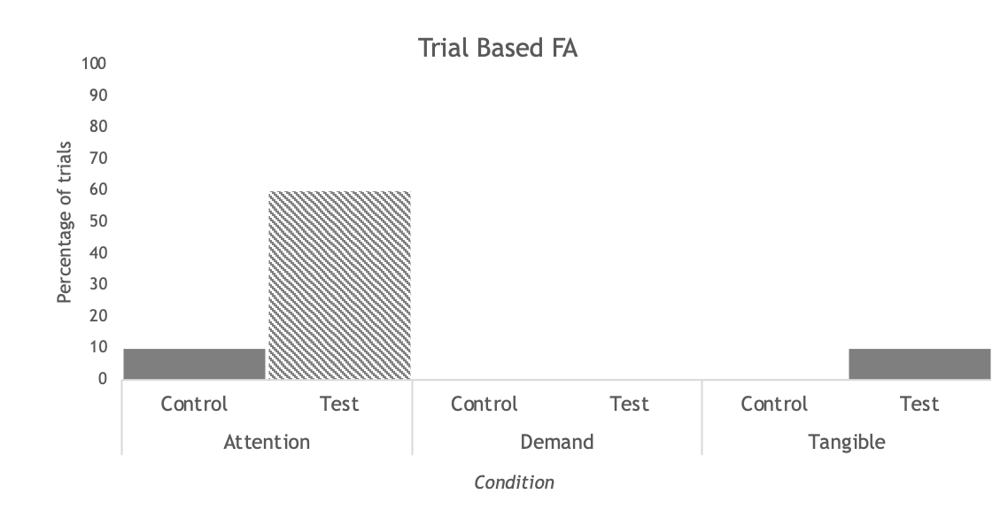 Trial Based FA
Percentage of trials
100
90
80
70
60
50
40
30
20
10
0
Control Test Control Test Control Test
Attention Demand Tangible
Condition